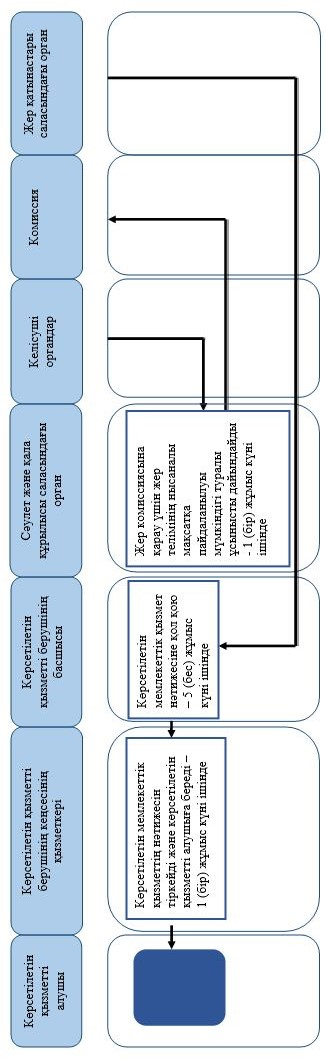 Көрсетілетін
қызметті
алушы
Көрсетілетін қызметті
берушінің кеңсесінің
қызметкері
Көрсетілетін
қызметті берушінің
басшысы
Сәулет және қала
құрылысы саласындағы
орган
Келісуші
органдар
Комиссия
Жер қатынастары
саласындағы орган
Көрсетілетін мемлекеттік
қызметтің нәтижесін
тіркейді және көрсетілетін
қызметті алушыға береді –
1 (бір) жұмыс күні ішінде
Көрсетілетін
мемлекеттік қызмет
нәтижесіне қол қою
– 5 (бес) жұмыс
күні ішінде
Жер комиссиясына
қарау үшін жер
телімінің нысаналы
мақсатқа
пайдаланылуы
мүмкіндігі туралы
ұсынысты дайындайды
- 1 (бір) жұмыс күні
ішінде